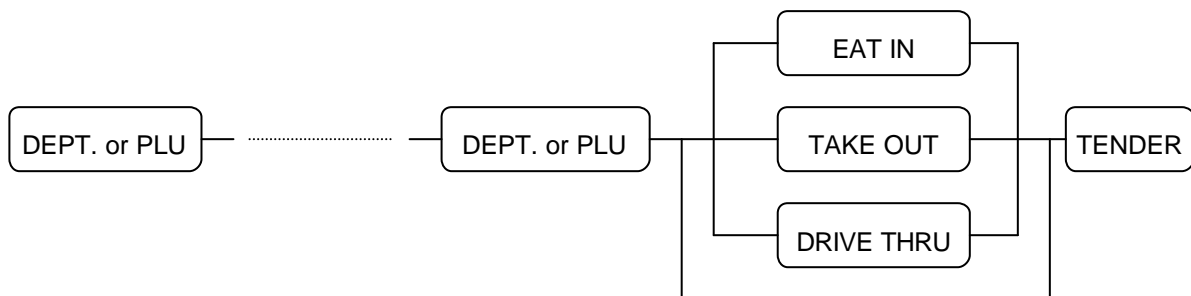 EAT IN
DEPT. or PLU
DEPT. or PLU
TAKE OUT
TENDER
DRIVE THRU